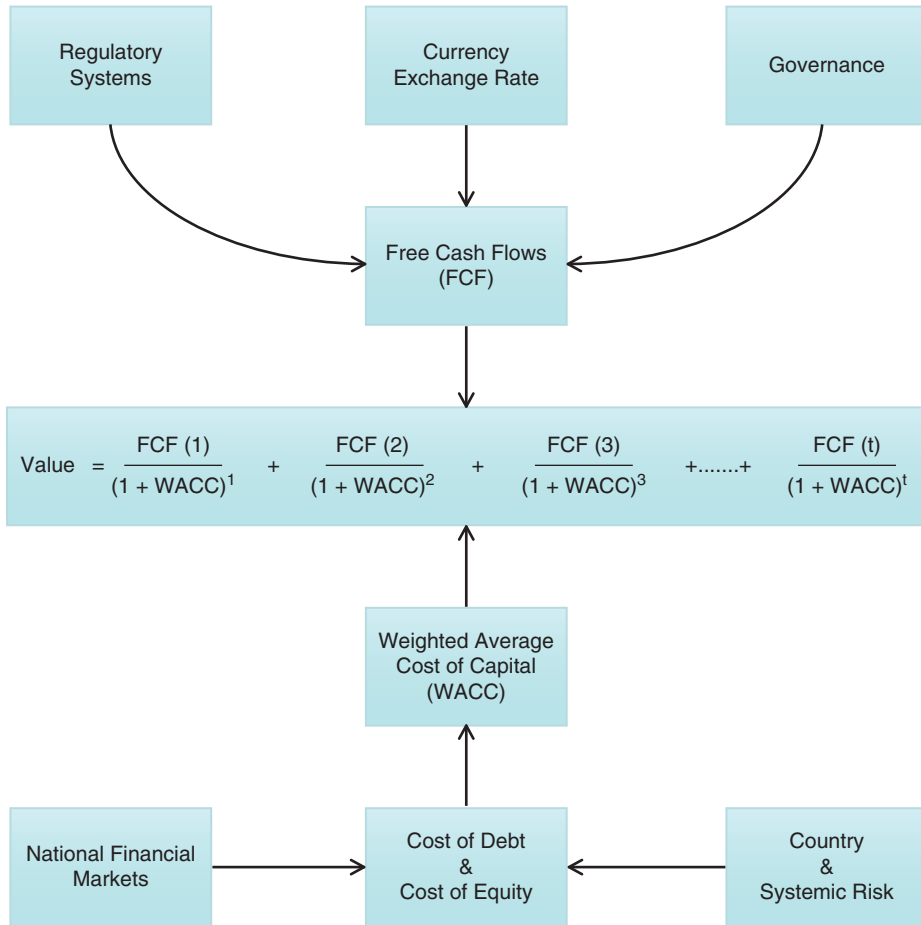 Regulatory
Systems
Currency
Exchange Rate
Governance
Free Cash Flows
(FCF)
Value = FCF (1) / (1 + WACC)¹ + FCF (2) / (1 + WACC)² + FCF (3) / (1 + WACC)³ +.......+ FCF (t) / (1 + WACC)ᵗ
Weighted Average
Cost of Capital
(WACC)
National Financial
Markets
Cost of Debt
&
Cost of Equity
Country
&
Systemic Risk